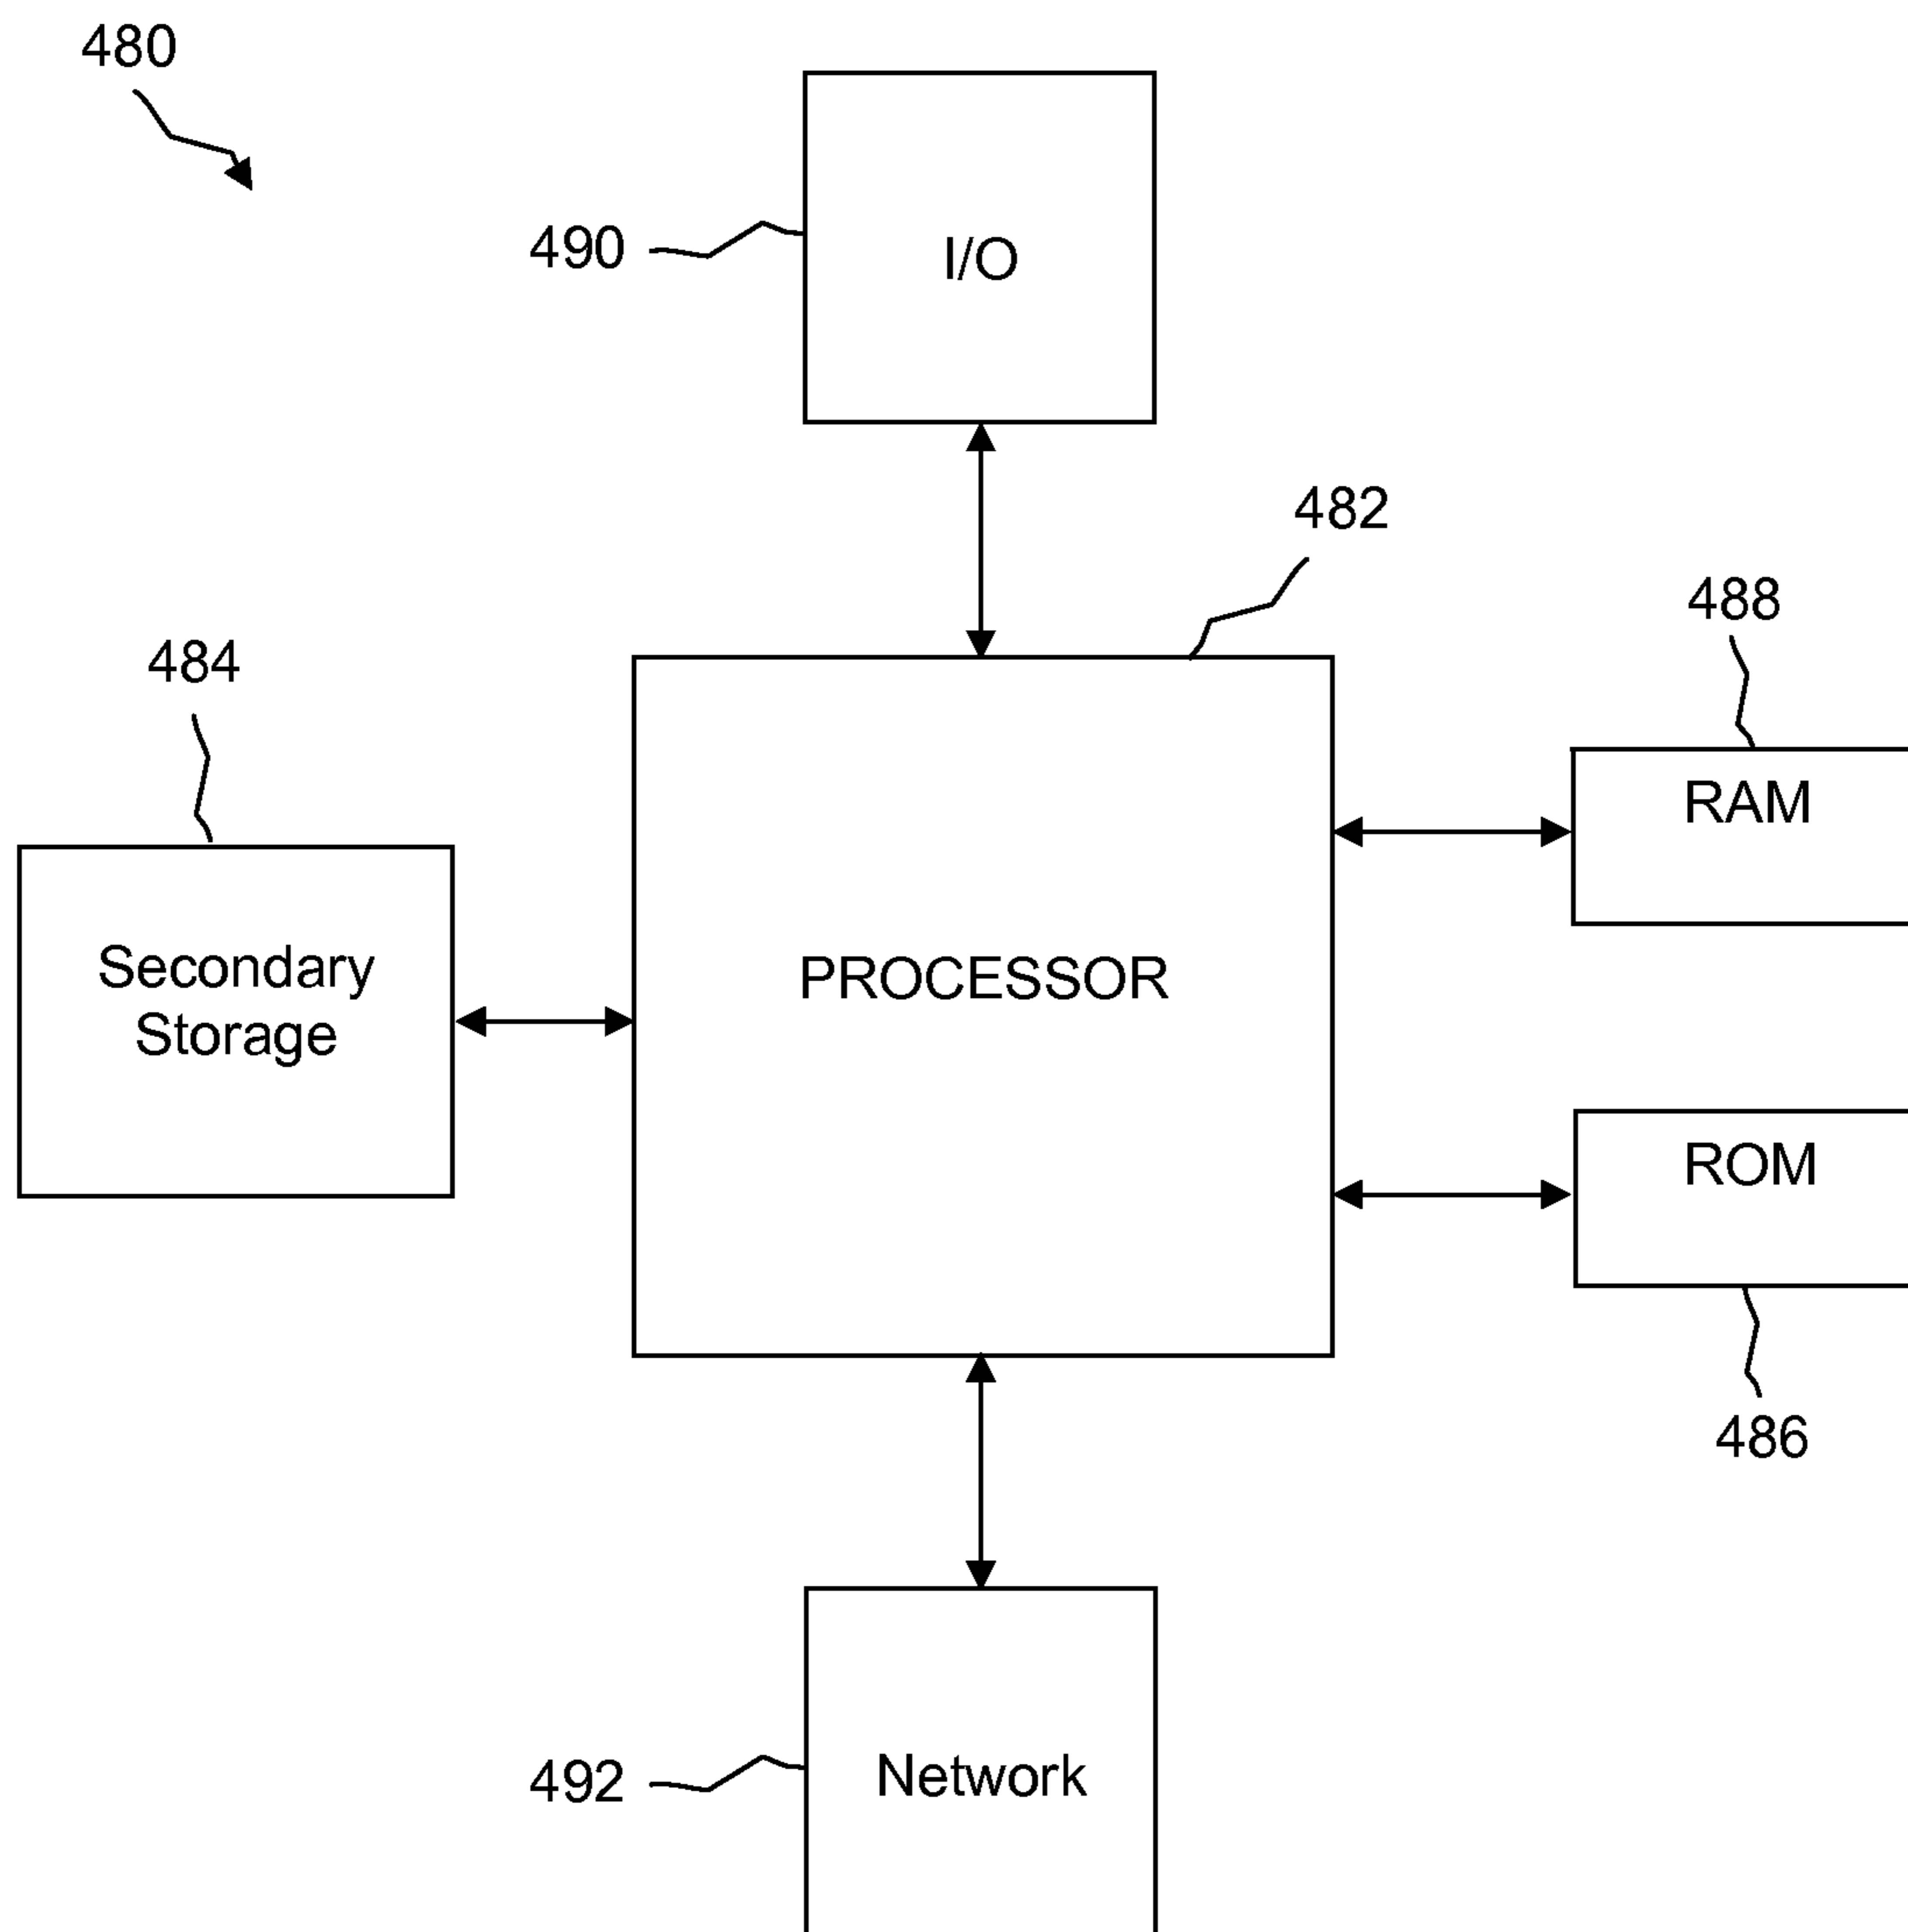 480
490
I/O
482
488
484
RAM
Secondary
Storage
PROCESSOR
ROM
486
492
Network